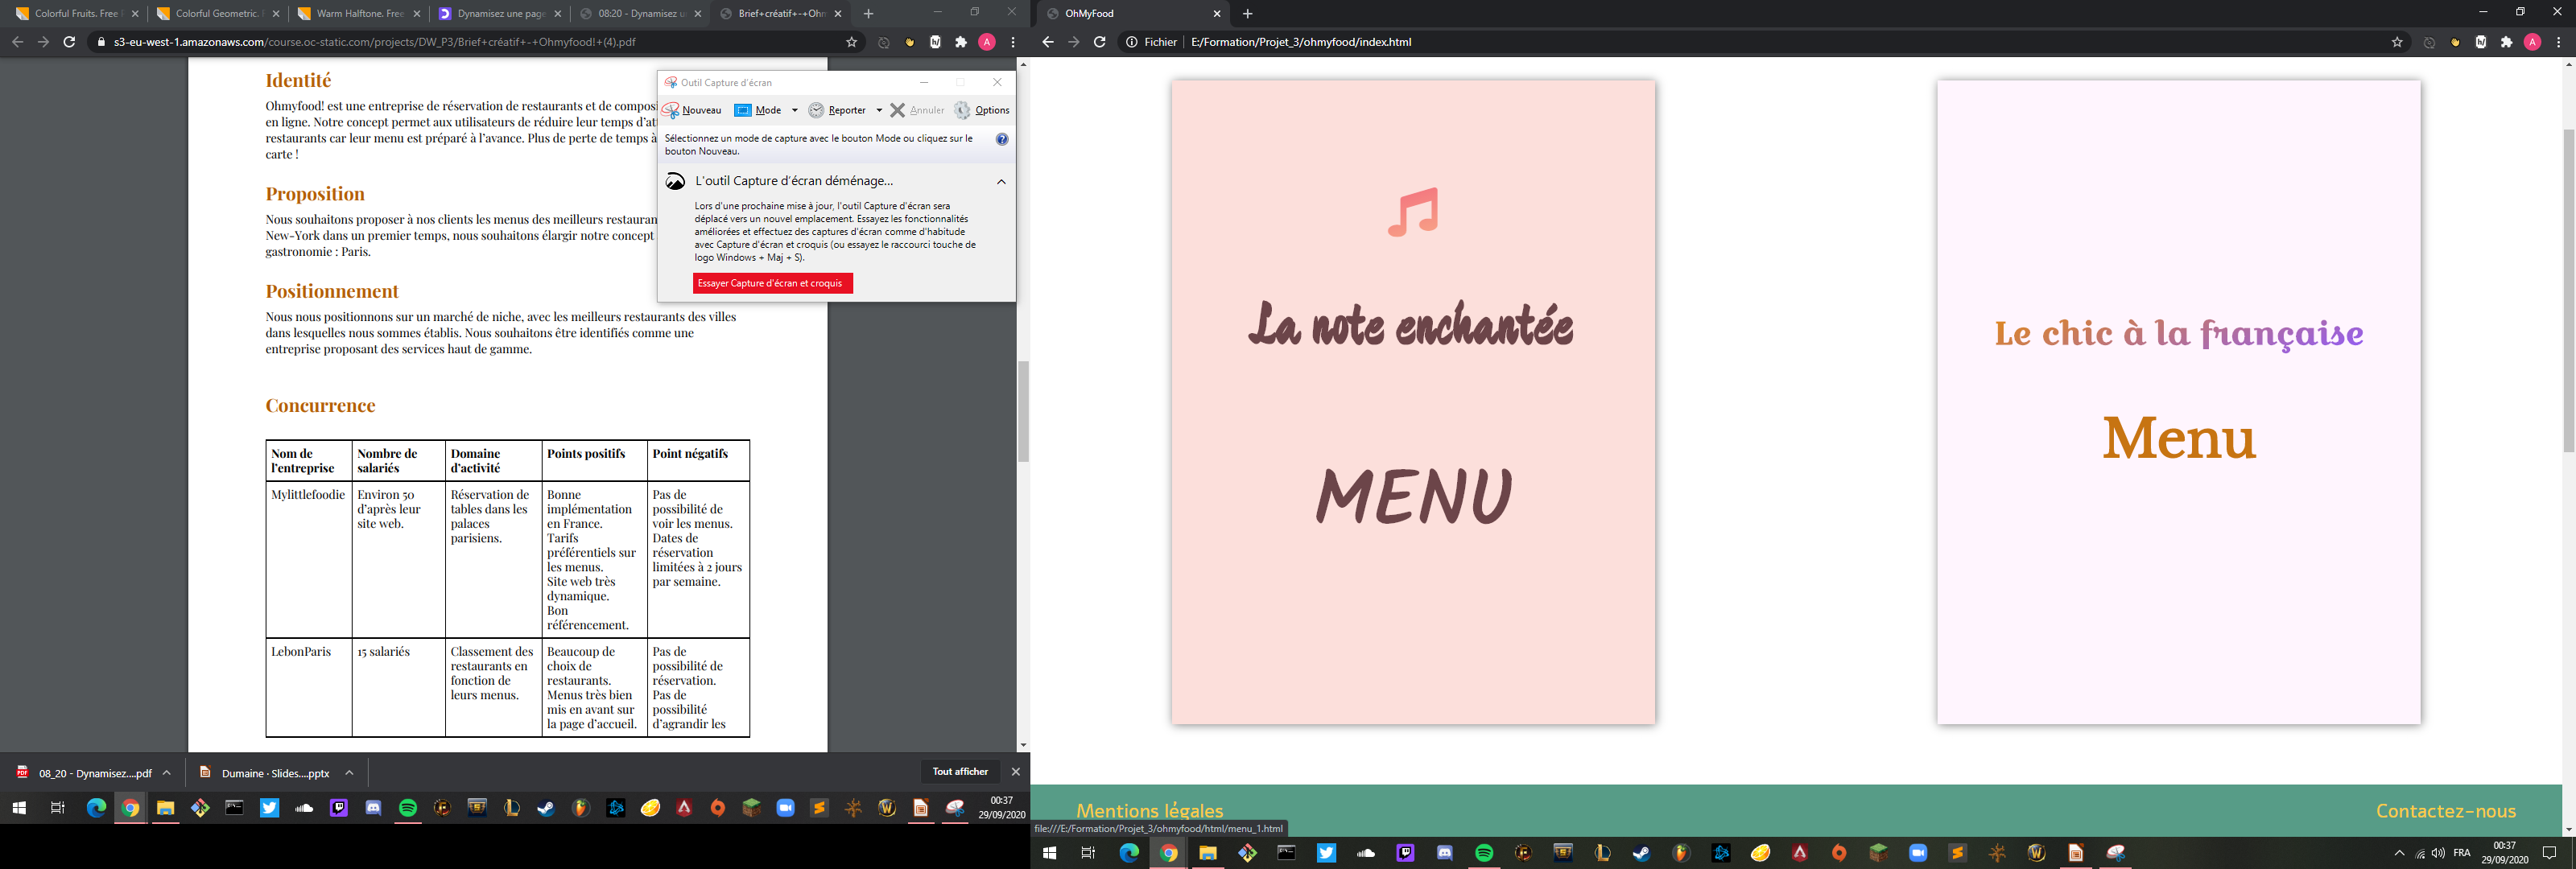 Colorful Fruits. Free
Colorful Geometric.
Warm Halftone. Free
Dynamisez une page
08:20 - Dynamisez u
Brief+créatif+-+Ohm
s3-eu-west-1.amazonaws.com/course.oc-static.com/projects/DW_P3/Brief+créatif+-+Ohmyfood!+(4).pdf
Identité
Ohmyfood! est une entreprise de réservation de restaurants et de composi
en ligne. Notre concept permet aux utilisateurs de réduire leur temps d'at
restaurants car leur menu est préparé à l'avance. Plus de perte de temps à
carte !
Proposition
Nous souhaitons proposer à nos clients les menus des meilleurs restauran
New-York dans un premier temps, nous souhaitons élargir notre concept
gastronomie : Paris.
Positionnement
Nous nous positionnons sur un marché de niche, avec les meilleurs restaurants des villes
dans lesquelles nous sommes établis. Nous souhaitons être identifiés comme une
entreprise proposant des services haut de gamme.
Concurrence
Nom de
l'entreprise
Nombre de
salariés
Domaine
d'activité
Points positifs
Point négatifs
Mylittlefoodie
Environ 50
d'après leur
site web.
Réservation de
tables dans les
palaces
parisiens.
Bonne
implémentation
en France.
Tarifs
préférentiels sur
les menus.
Site web très
dynamique.
Bon
référencement.
Pas de
possibilité de
voir les menus.
Dates de
réservation
limitées à 2 jours
par semaine.
LebonParis
15 salariés
Classement des
restaurants en
fonction de
leurs menus.
Beaucoup de
choix de
restaurants.
Menus très bien
mis en avant sur
la page d'accueil.
Pas de
possibilité de
réservation.
Pas de
possibilité
d'agrandir les
Outil Capture d'écran
Nouveau Mode Reporter Annuler Options
Sélectionnez un mode de capture avec le bouton Mode ou cliquez sur le
bouton Nouveau.
L'outil Capture d'écran déménage...
Lors d'une prochaine mise à jour, l'outil Capture d'écran sera
déplacé vers un nouvel emplacement. Essayez les fonctionnalités
améliorées et effectuez des captures d'écran comme d'habitude
avec Capture d'écran et croquis (ou essayez le raccourci touche de
logo Windows + Maj + S).
Essayer Capture d'écran et croquis
08_20 - Dynamisez....pdf
Dumaine · Slides....pptx
Tout afficher
00:37
29/09/2020
OhMyFood
Fichier E:/Formation/Projet_3/ohmyfood/index.html
La note enchantée
MENU
Le chic à la française
Menu
Mentions légales
Contactez-nous
file:///E:/Formation/Projet_3/ohmyfood/html/menu_1.html
FRA
00:37
29/09/2020